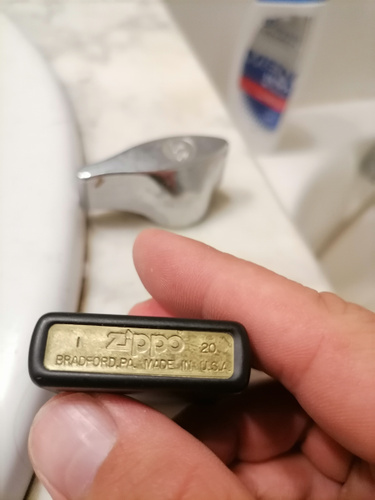 I Zippo 20
BRADFORD.PA. MADE IN U.S.A